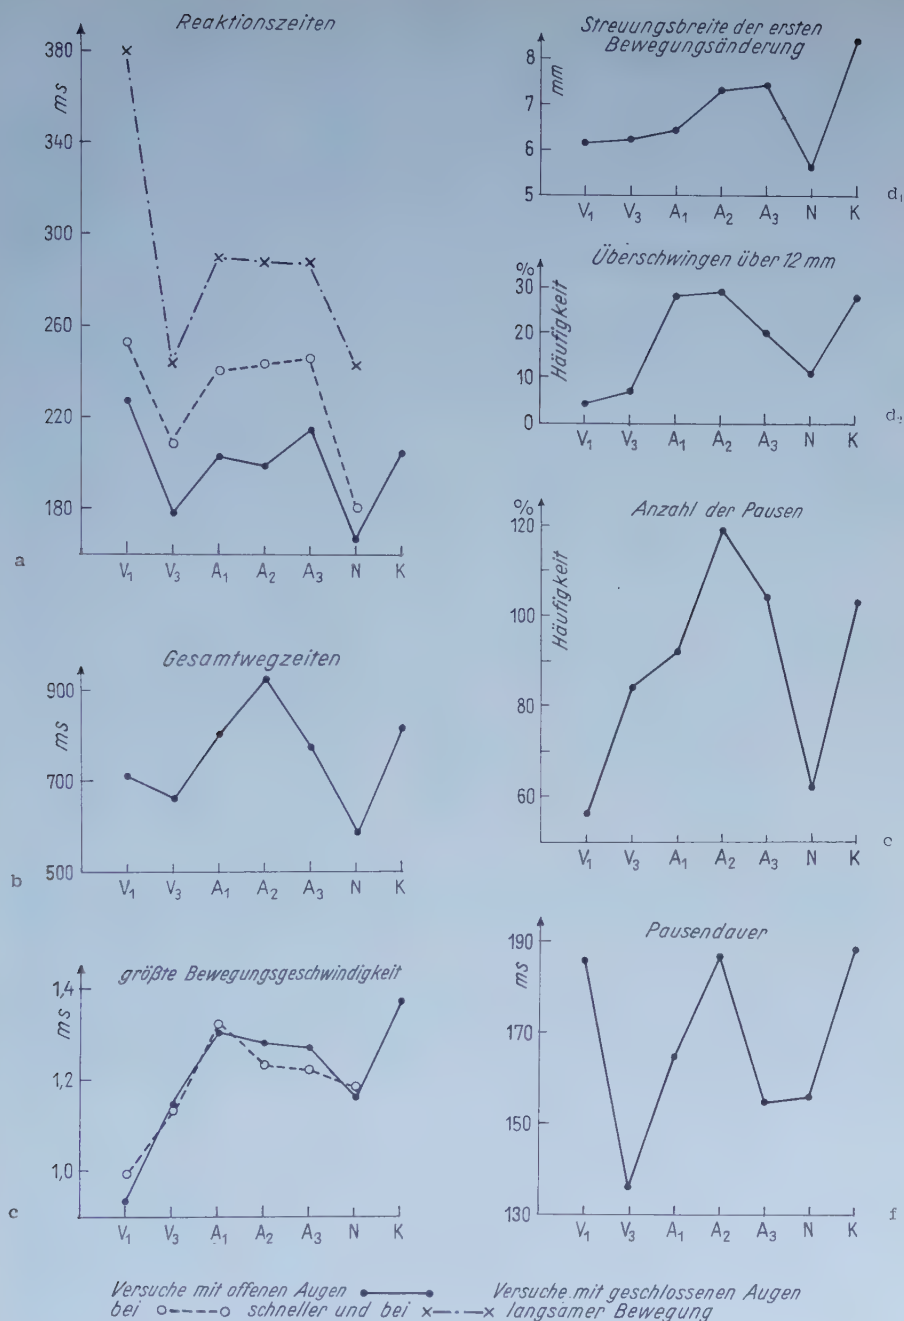 Reaktionszeiten
380
340
300
260
220
180
ms
V₁ V₃ A₁ A₂ A₃ N K
a
Gesamtwegzeiten
900
700
500
ms
V₁ V₃ A₁ A₂ A₃ N K
b
größte Bewegungsgeschwindigkeit
1,4
1,2
1,0
ms
V₁ V₃ A₁ A₂ A₃ N K
c
Streuungsbreite der ersten
Bewegungsänderung
8
7
6
5
mm
V₁ V₃ A₁ A₂ A₃ N K
d₁
Überschwingen über 12 mm
%
30
20
10
0
Häufigkeit
V₁ V₃ A₁ A₂ A₃ N K
d₂
Anzahl der Pausen
%
120
100
80
60
Häufigkeit
V₁ V₃ A₁ A₂ A₃ N K
e
Pausendauer
190
170
150
130
ms
V₁ V₃ A₁ A₂ A₃ N K
f
Versuche mit offenen Augen Versuche mit geschlossenen Augen
bei schneller und bei langsamer Bewegung